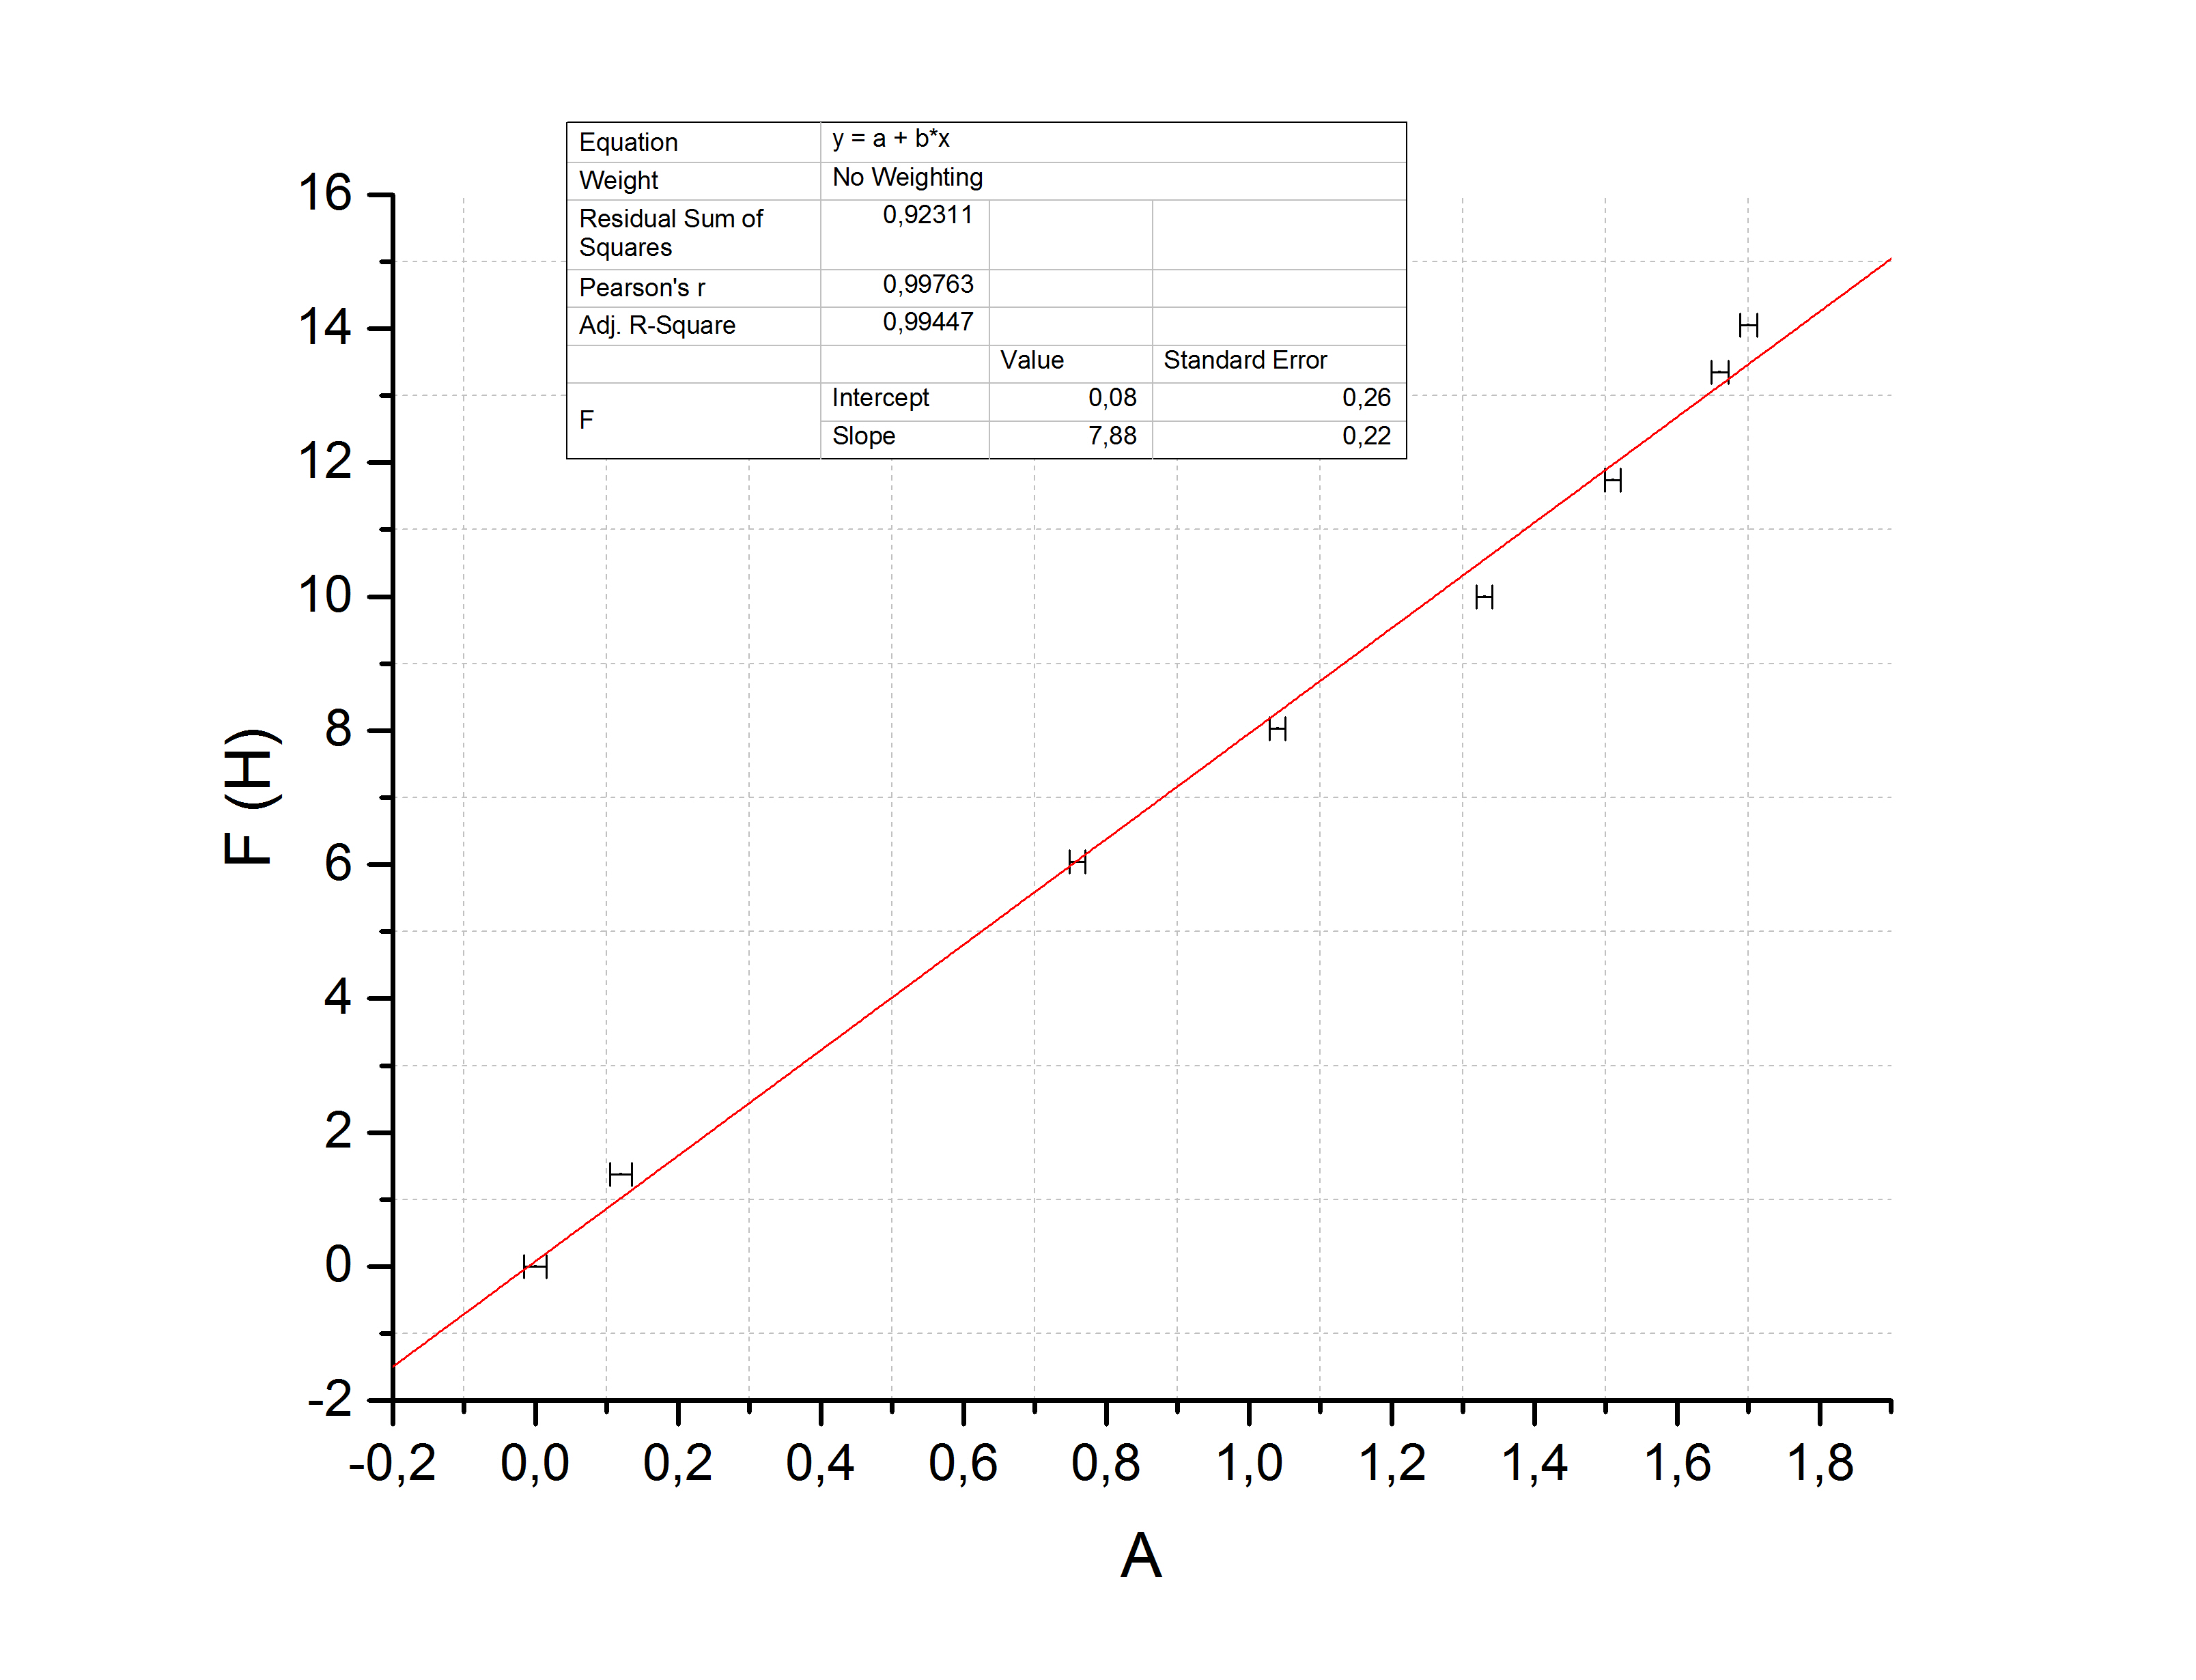 Equation y = a + b*x
Weight No Weighting
Residual Sum of Squares 0,92311
Pearson's r 0,99763
Adj. R-Square 0,99447
Value Standard Error
F Intercept 0,08 0,26
Slope 7,88 0,22
16
14
12
10
8
6
4
2
0
-2
F (H)
-0,2 0,0 0,2 0,4 0,6 0,8 1,0 1,2 1,4 1,6 1,8
A